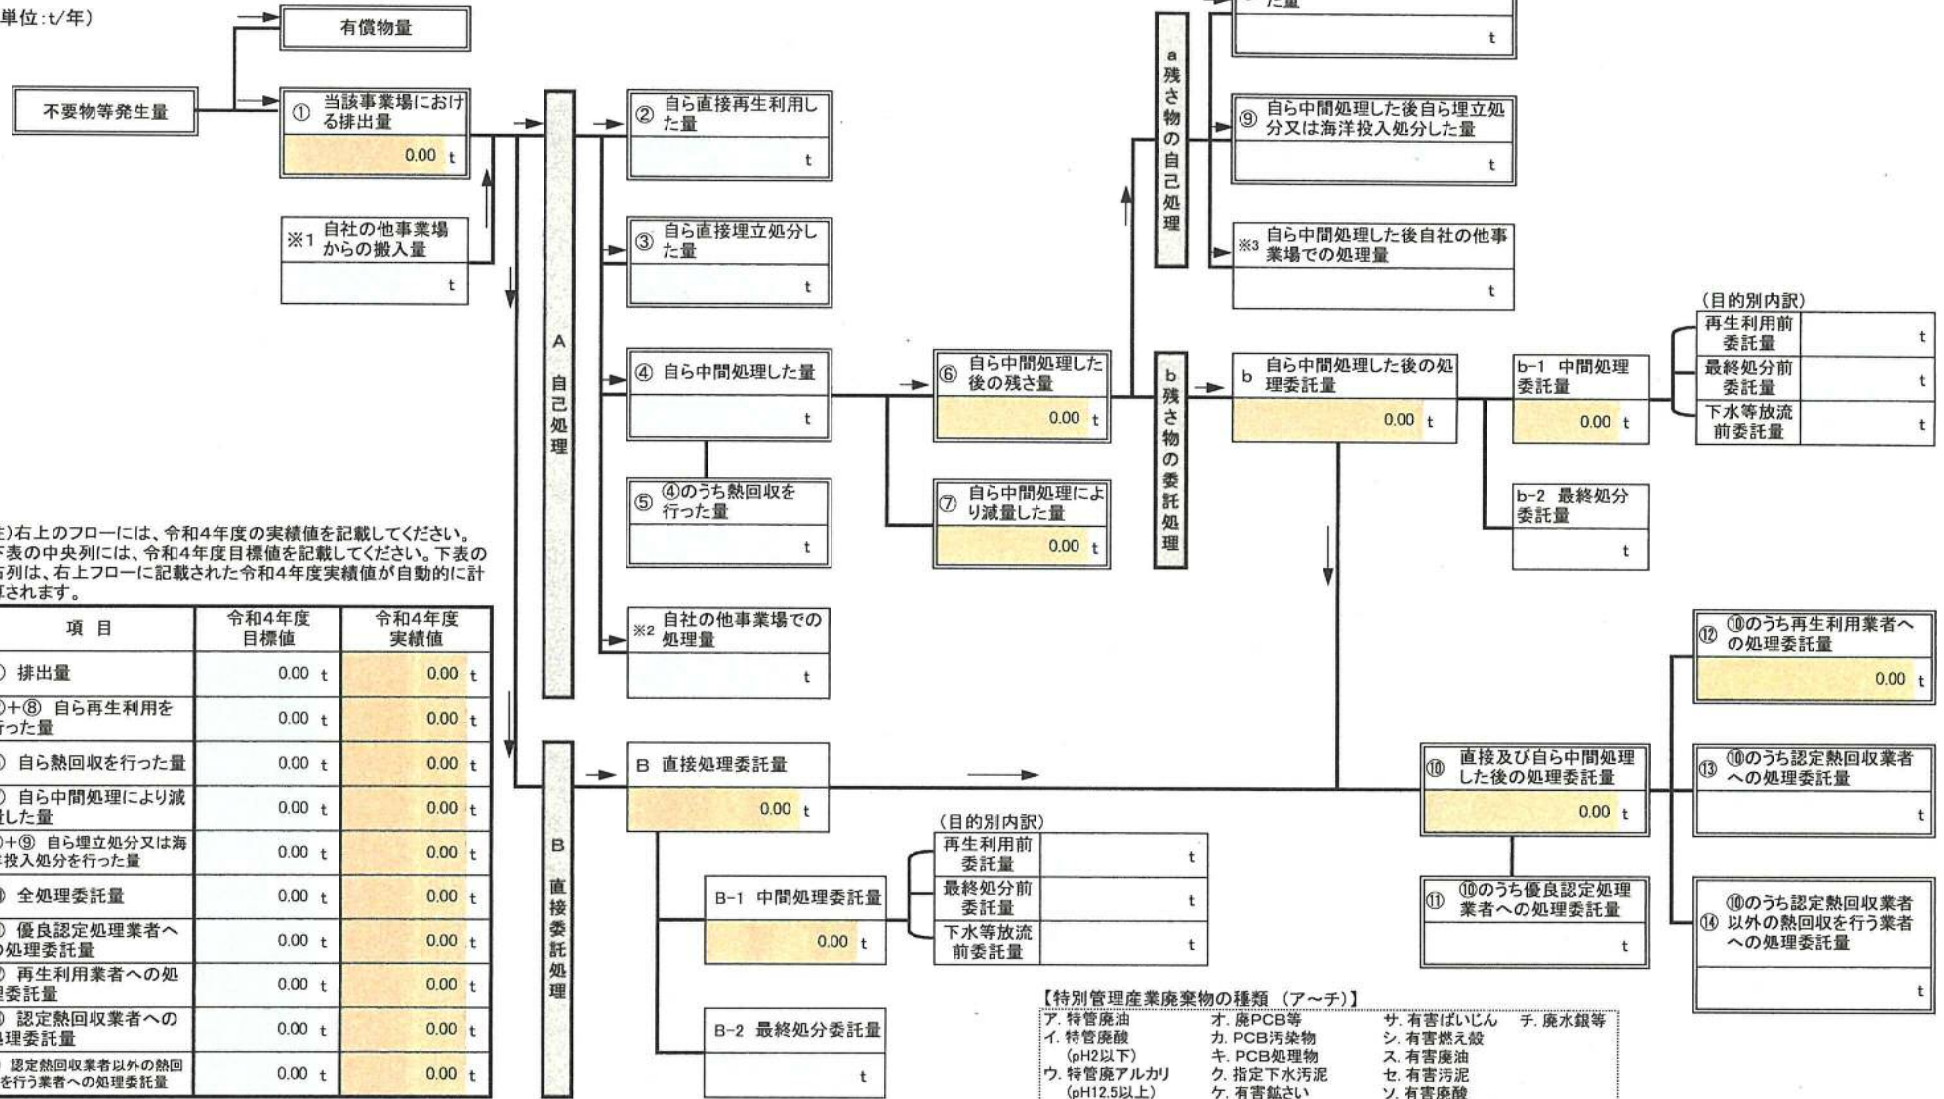 単位:t/年)
有償物量
不要物等発生量
① 当該事業場におけ
る排出量
0.00 t
※1 自社の他事業場
からの搬入量
t
A 自己処理
② 自ら直接再生利用し
た量
t
③ 自ら直接埋立処分し
た量
t
④ 自ら中間処理した量
t
⑤ ④のうち熱回収を
行った量
t
※2 自社の他事業場での
処理量
t
⑥ 自ら中間処理した
後の残さ量
0.00 t
⑦ 自ら中間処理によ
り減量した量
0.00 t
a 残さ物の自己処理
た量
t
⑨ 自ら中間処理した後自ら埋立処
分又は海洋投入処分した量
t
※3 自ら中間処理した後自社の他事
業場での処理量
t
b 残さ物の委託処理
b 自ら中間処理した後の処
理委託量
0.00 t
b-1 中間処理
委託量
0.00 t
(目的別内訳)
再生利用前
委託量 t
最終処分前
委託量 t
下水等放流
前委託量 t
b-2 最終処分
委託量
t
)右上のフローには、令和4年度の実績値を記載してください。
表の中央列には、令和4年度目標値を記載してください。下表の
列は、右上フローに記載された令和4年度実績値が自動的に計
されます。
項 目 令和4年度
目標値 令和4年度
実績値
排出量 0.00 t 0.00 t
+⑧ 自ら再生利用を
行った量 0.00 t 0.00 t
自ら熱回収を行った量 0.00 t 0.00 t
自ら中間処理により減
した量 0.00 t 0.00 t
+⑨ 自ら埋立処分又は海
投入処分を行った量 0.00 t 0.00 t
全処理委託量 0.00 t 0.00 t
優良認定処理業者へ
の処理委託量 0.00 t 0.00 t
再生利用業者への処
理委託量 0.00 t 0.00 t
認定熱回収業者への
処理委託量 0.00 t 0.00 t
認定熱回収業者以外の熱回
を行う業者への処理委託量 0.00 t 0.00 t
B 直接委託処理
B 直接処理委託量
0.00 t
B-1 中間処理委託量
0.00 t
(目的別内訳)
再生利用前
委託量 t
最終処分前
委託量 t
下水等放流
前委託量 t
B-2 最終処分委託量
t
⑩ 直接及び自ら中間処理
した後の処理委託量
0.00 t
⑪ ⑩のうち優良認定処理
業者への処理委託量
t
⑫ ⑩のうち再生利用業者へ
の処理委託量
0.00 t
⑬ ⑩のうち認定熱回収業者
への処理委託量
t
⑭ ⑩のうち認定熱回収業者
以外の熱回収を行う業者
への処理委託量
t
【特別管理産業廃棄物の種類 (ア〜チ)】
ア. 特管廃油 オ. 廃PCB等 サ. 有害ばいじん チ. 廃水銀等
イ. 特管廃酸 カ. PCB汚染物 シ. 有害燃え殻
(pH2以下) キ. PCB処理物 ス. 有害廃油
ウ. 特管廃アルカリ ク. 指定下水汚泥 セ. 有害汚泥
(pH12.5以上) ケ. 有害鉱さい ソ. 有害廃酸